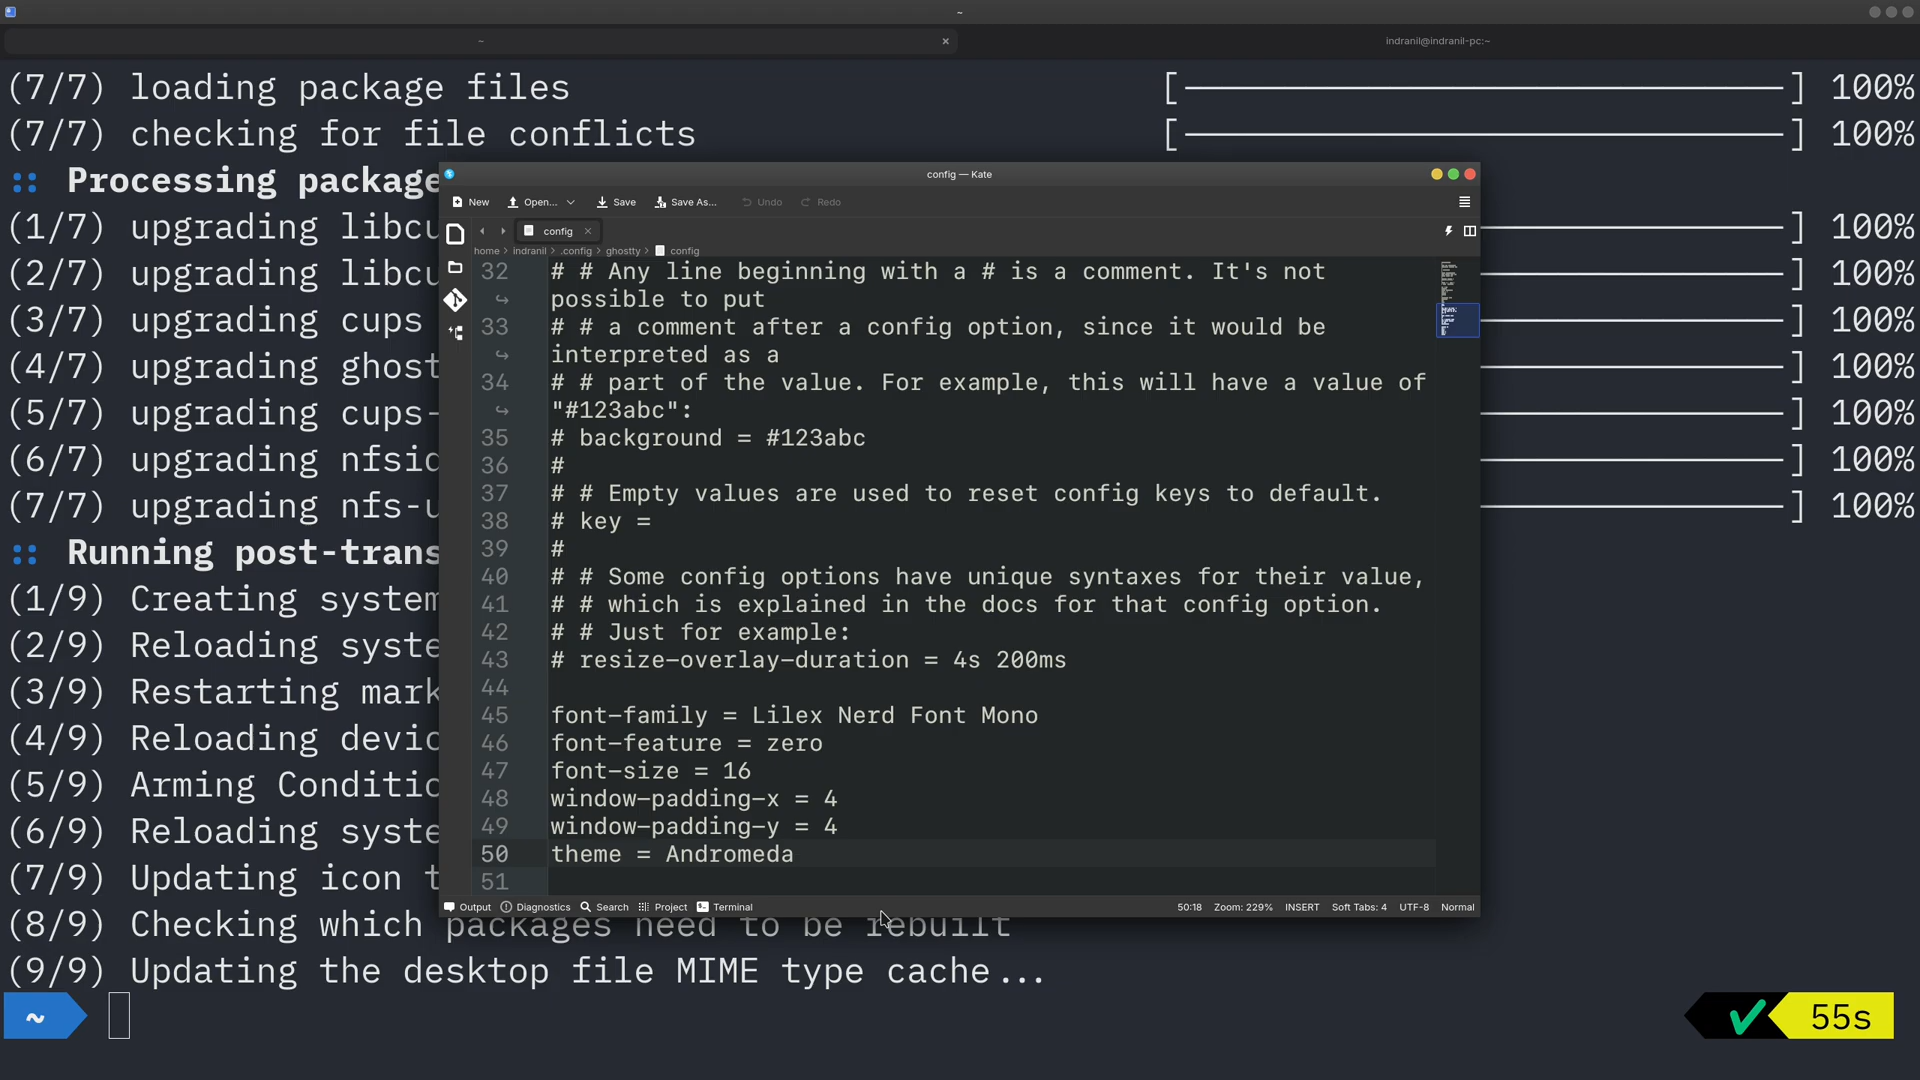 ~
~
indranil@indranil-pc:~
(7/7) loading package files [] 100%
(7/7) checking for file conflicts [] 100%
:: Processing package
(1/7) upgrading libcu ] 100%
(2/7) upgrading libcu ] 100%
(3/7) upgrading cups ] 100%
(4/7) upgrading ghost ] 100%
(5/7) upgrading cups- ] 100%
(6/7) upgrading nfsid ] 100%
(7/7) upgrading nfs-u ] 100%
:: Running post-trans
(1/9) Creating system
(2/9) Reloading syste
(3/9) Restarting mark
(4/9) Reloading devic
(5/9) Arming Conditio
(6/9) Reloading syste
(7/9) Updating icon t
(8/9) Checking which packages need to be rebuilt
(9/9) Updating the desktop file MIME type cache...
~
55s
config — Kate
New Open... Save Save As... Undo Redo
config
home > indranil > .config > ghostty > config
32 # # Any line beginning with a # is a comment. It's not
possible to put
33 # # a comment after a config option, since it would be
interpreted as a
34 # # part of the value. For example, this will have a value of
"#123abc":
35 # background = #123abc
36 #
37 # # Empty values are used to reset config keys to default.
38 # key =
39 #
40 # # Some config options have unique syntaxes for their value,
41 # # which is explained in the docs for that config option.
42 # # Just for example:
43 # resize-overlay-duration = 4s 200ms
44
45 font-family = Lilex Nerd Font Mono
46 font-feature = zero
47 font-size = 16
48 window-padding-x = 4
49 window-padding-y = 4
50 theme = Andromeda
51
Output Diagnostics Search Project Terminal 50:18 Zoom: 229% INSERT Soft Tabs: 4 UTF-8 Normal